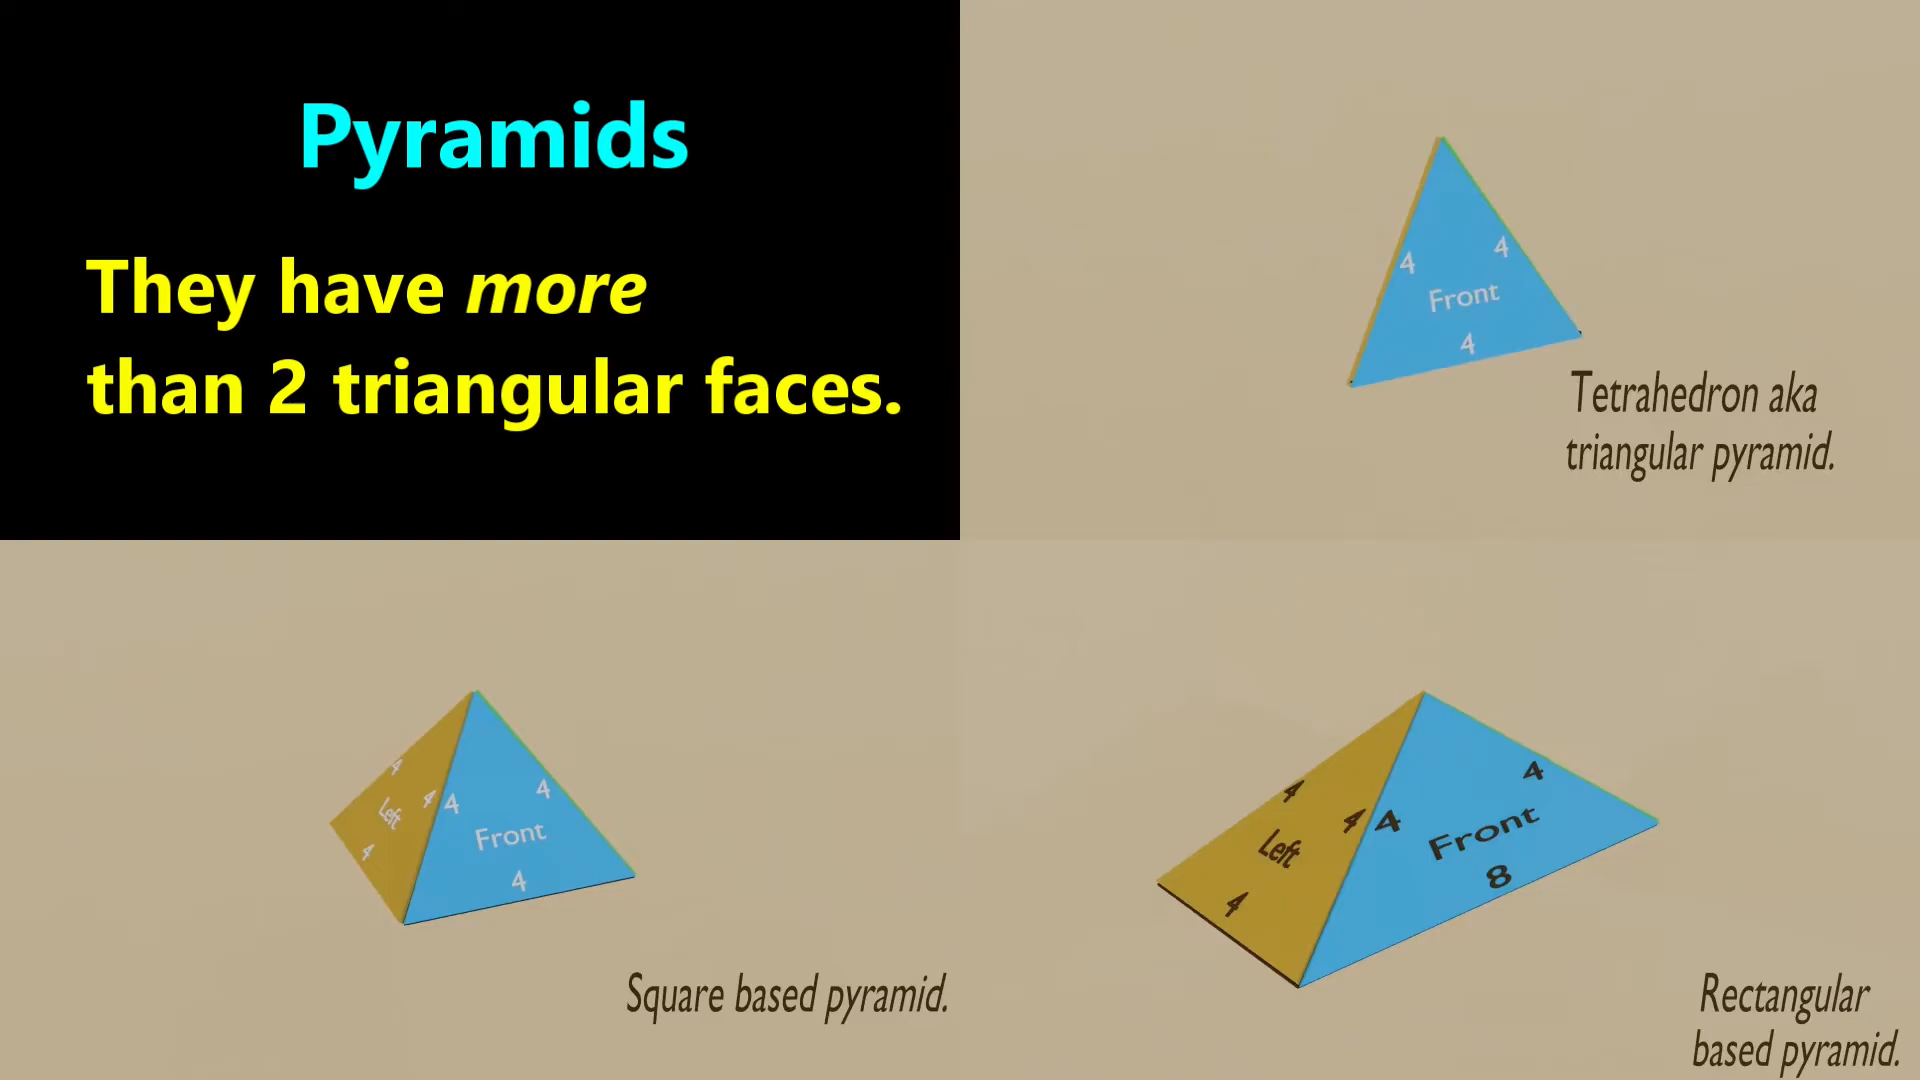 Pyramids
They have more
than 2 triangular faces.
4
4
Front
4
Tetrahedron aka
triangular pyramid.
4
Left
4
4
4
4
Front
4
Square based pyramid.
4
Left
4
4
4
4
Front
8
Rectangular
based pyramid.